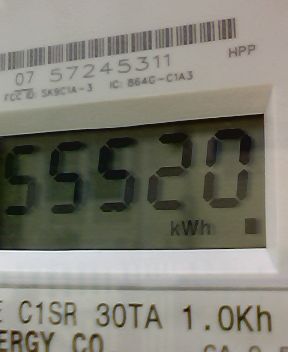 07 57245311
HPP
FCC ID: SK9C1A-3 IC: 864G-C1A3
55520
kWh
E C1SR 30TA 1.0Kh
ERGY CO